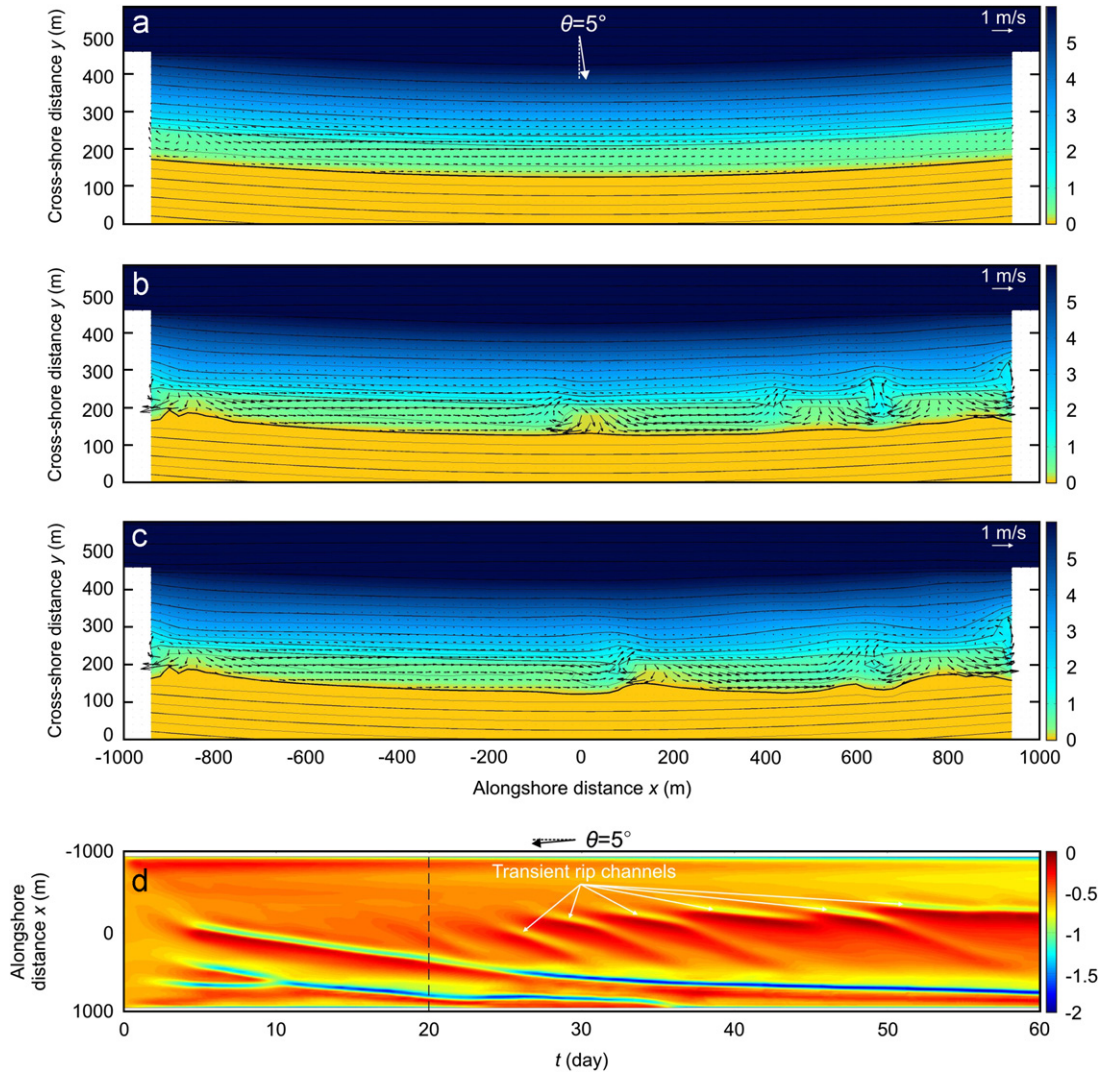 a
θ=5°
1 m/s
Cross-shore distance y (m)
500
400
300
200
100
0
5
4
3
2
1
0
b
1 m/s
Cross-shore distance y (m)
500
400
300
200
100
0
5
4
3
2
1
0
c
1 m/s
Cross-shore distance y (m)
500
400
300
200
100
0
5
4
3
2
1
0
-1000 -800 -600 -400 -200 0 200 400 600 800 1000
Alongshore distance x (m)
θ=5°
d
Transient rip channels
Alongshore
distance x (m)
-1000
0
1000
0
-0.5
-1
-1.5
-2
0 10 20 30 40 50 60
t (day)